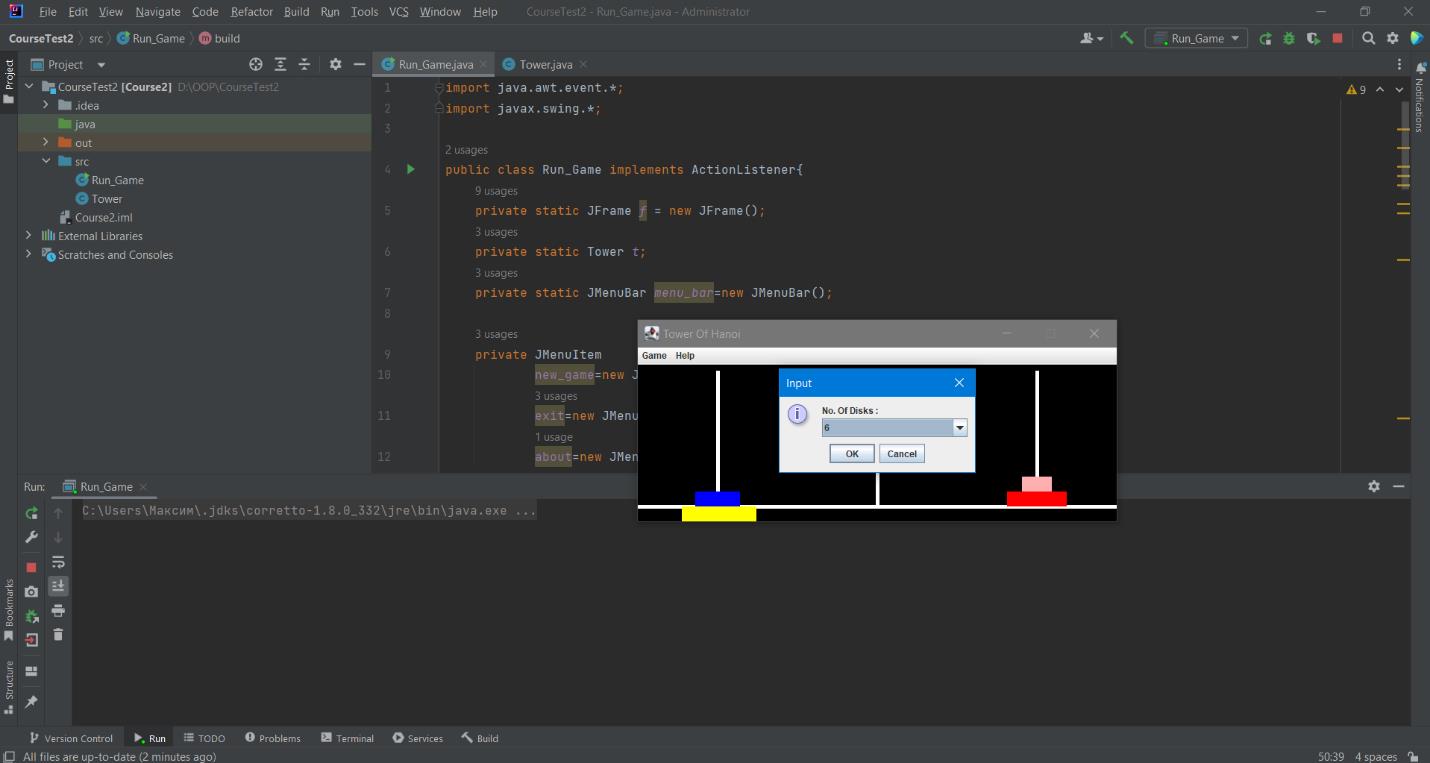 File Edit View Navigate Code Refactor Build Run Tools VCS Window Help CourseTest2 - Run_Game.java - Administrator
CourseTest2 src Run_Game m build Run_Game
Project Run_Game.java Tower.java
Project
Notifications
CourseTest2 [Course2] D:\OOP\CourseTest2
.idea
java
out
src
Run_Game
Tower
Course2.iml
External Libraries
Scratches and Consoles
9
1 import java.awt.event.*;
2 import javax.swing.*;
3
2 usages
4 public class Run_Game implements ActionListener{
9 usages
5 private static JFrame f = new JFrame();
3 usages
6 private static Tower t;
3 usages
7 private static JMenuBar menu_bar=new JMenuBar();
8
3 usages
9 private JMenuItem
10 new_game=new J
3 usages
11 exit=new JMenu
1 usage
12 about=new JMen
Tower Of Hanoi
Game Help
Input
No. Of Disks :
6
OK Cancel
Run: Run_Game
C:\Users\Максим\.jdks\corretto-1.8.0_332\jre\bin\java.exe ...
Bookmarks
Structure
Version Control Run TODO Problems Terminal Services Build
All files are up-to-date (2 minutes ago) 50:39 4 spaces